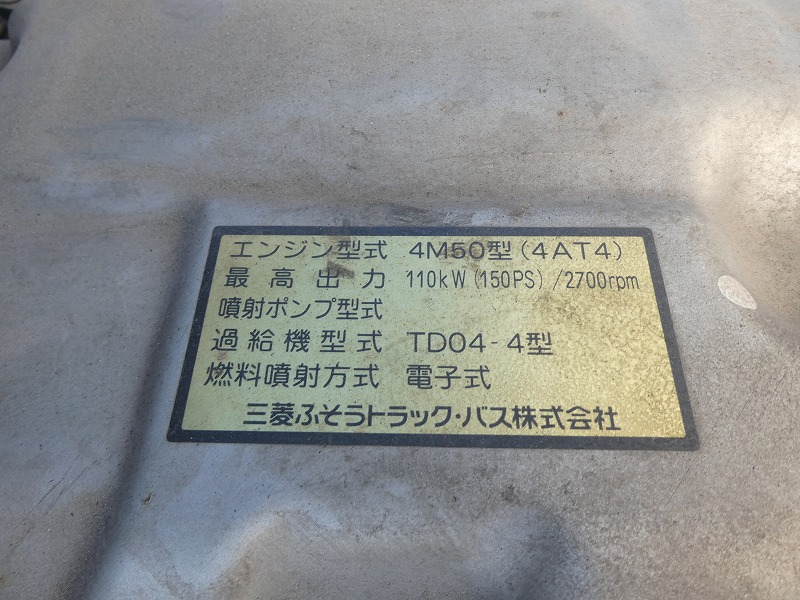 エンジン型式 4M50型(4AT4)
最高出力 110kW(150PS)/2700rpm
噴射ポンプ型式
過給機型式 TD04-4型
燃料噴射方式 電子式
三菱ふそうトラック・バス株式会社